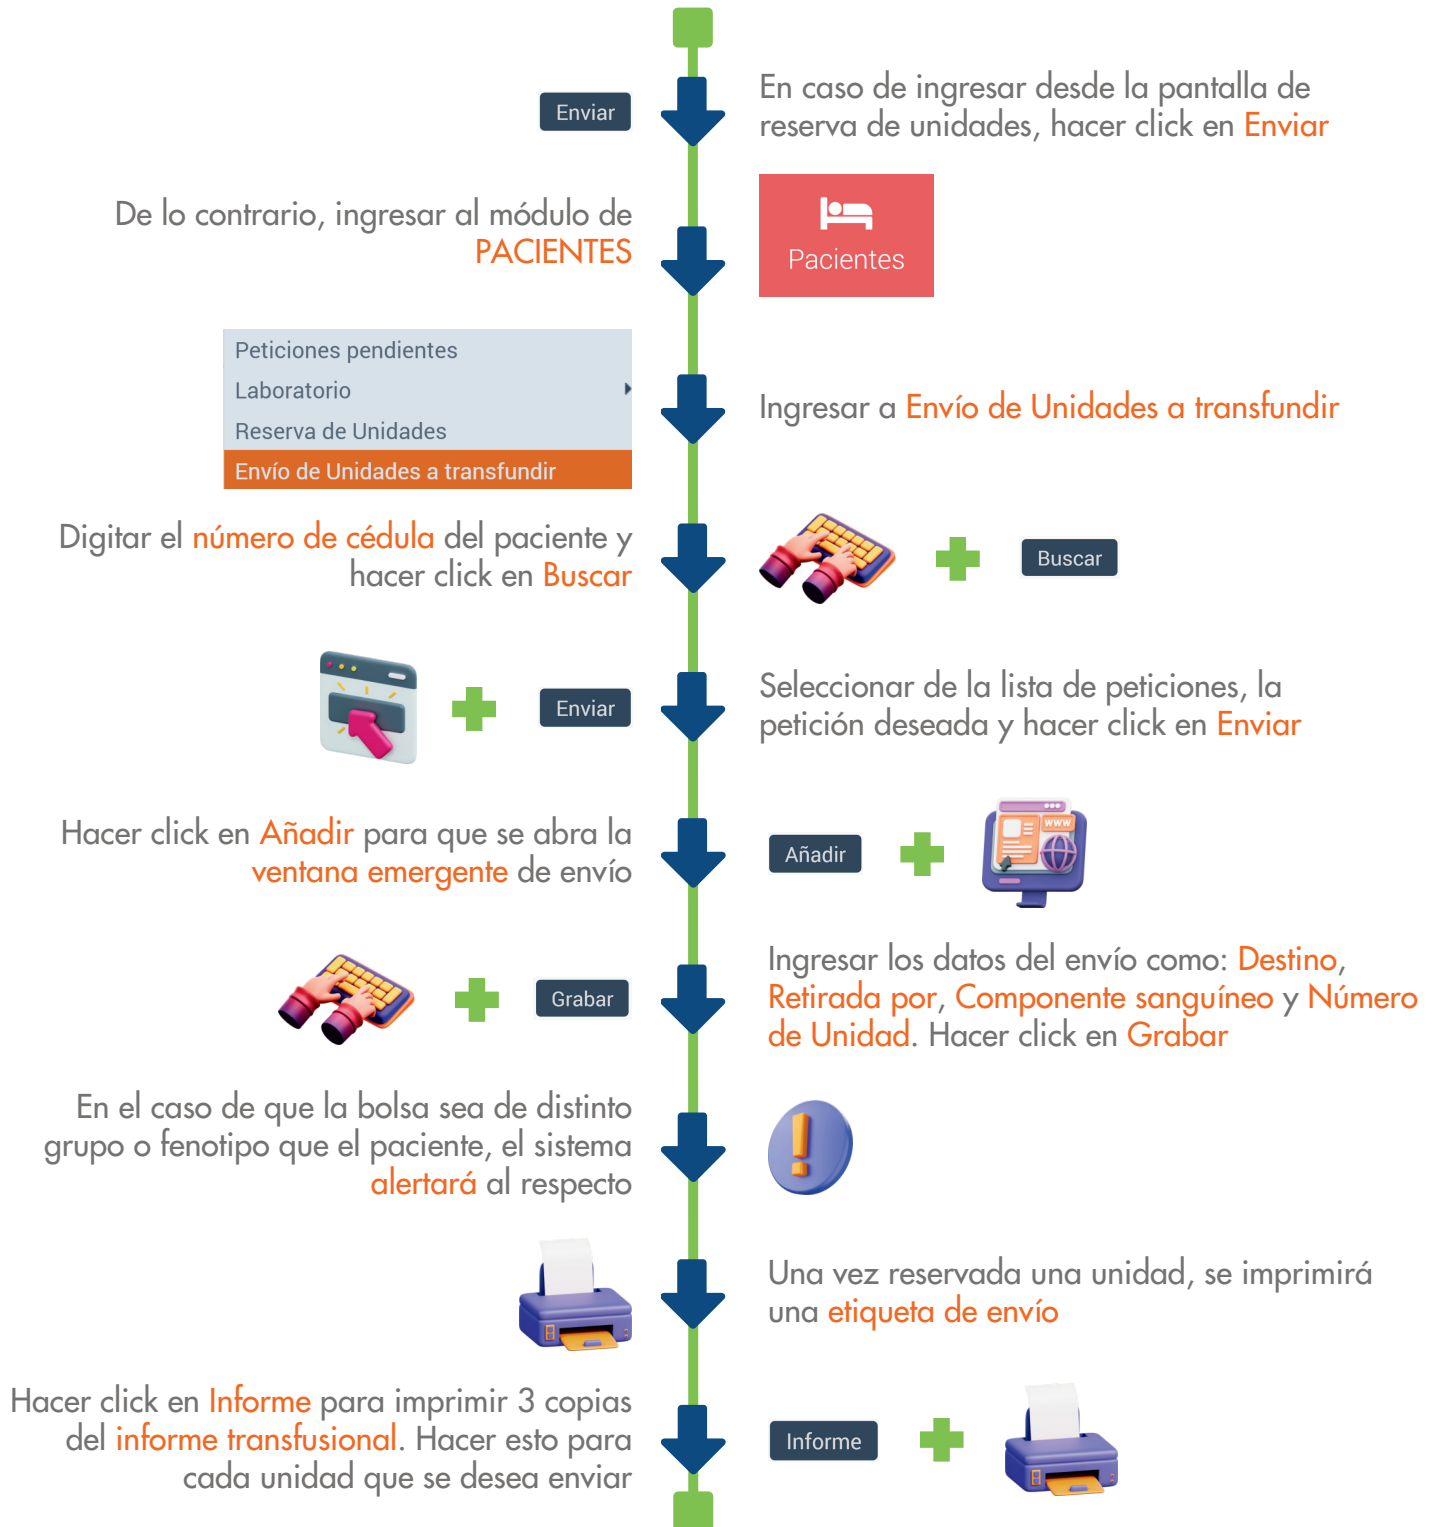 Enviar
En caso de ingresar desde la pantalla de
reserva de unidades, hacer click en Enviar
De lo contrario, ingresar al módulo de
PACIENTES
Pacientes
Peticiones pendientes
Laboratorio
Reserva de Unidades
Envío de Unidades a transfundir
Ingresar a Envío de Unidades a transfundir
Digitar el número de cédula del paciente y
hacer click en Buscar
Buscar
Enviar
Seleccionar de la lista de peticiones, la
petición deseada y hacer click en Enviar
Hacer click en Añadir para que se abra la
ventana emergente de envío
Añadir
WWW
Grabar
Ingresar los datos del envío como: Destino,
Retirada por, Componente sanguíneo y Número
de Unidad. Hacer click en Grabar
En el caso de que la bolsa sea de distinto
grupo o fenotipo que el paciente, el sistema
alertará al respecto
Una vez reservada una unidad, se imprimirá
una etiqueta de envío
Hacer click en Informe para imprimir 3 copias
del informe transfusional. Hacer esto para
cada unidad que se desea enviar
Informe